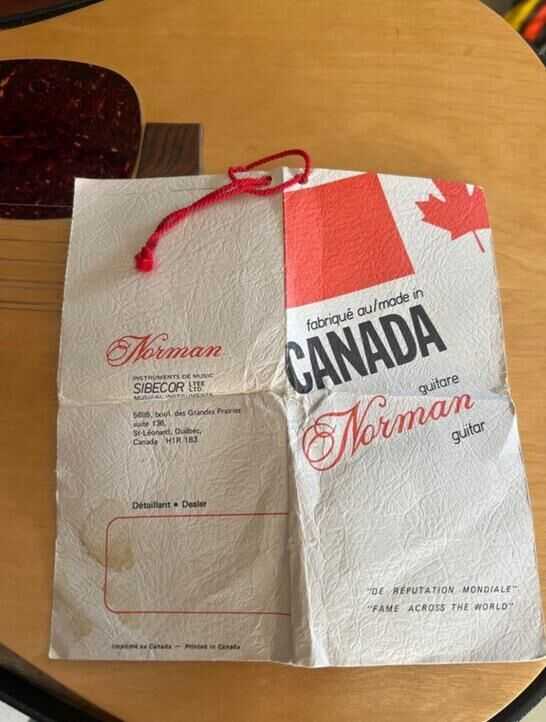 Norman
INSTRUMENTS DE MUSIC
SIBECOR LTEE LTD.
MUSICAL INSTRUMENTS
5695, boul. des Grandes Prairies
suite 136,
St-Léonard, Québec,
Canada H1R 1B3
Détaillant • Dealer
Imprimé au Canada — Printed in Canada
fabriqué au/made in
CANADA
guitare
Norman
guitar
"DE RÉPUTATION MONDIALE"
"FAME ACROSS THE WORLD"